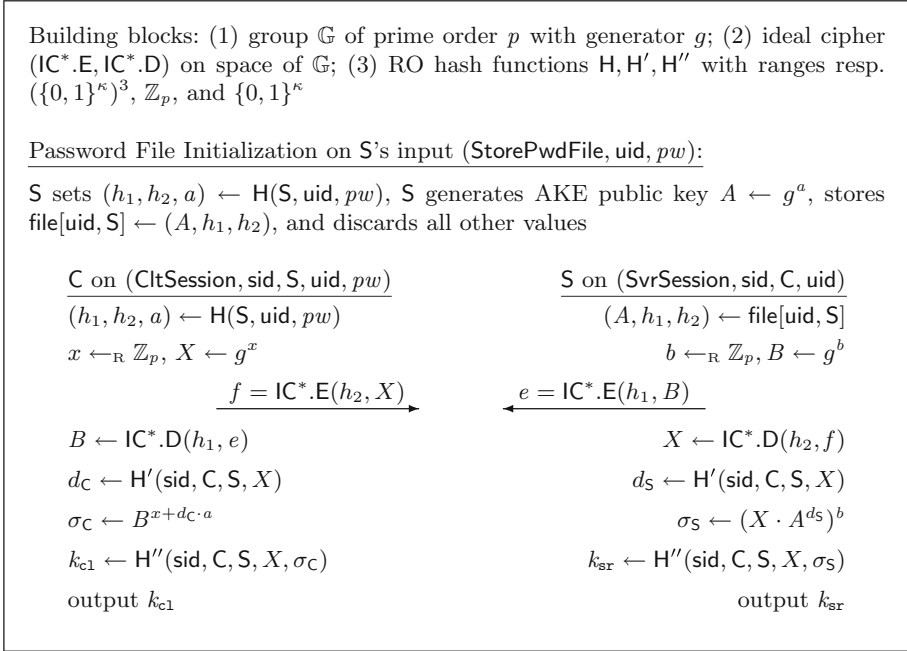 Building blocks: (1) group 𝔾 of prime order p with generator g; (2) ideal cipher
(IC*.E, IC*.D) on space of 𝔾; (3) RO hash functions H, H′, H″ with ranges resp.
({0, 1}^κ)^3, ℤ_p, and {0, 1}^κ
Password File Initialization on S's input (StorePwdFile, uid, pw):
S sets (h_1, h_2, a) ← H(S, uid, pw), S generates AKE public key A ← g^a, stores
file[uid, S] ← (A, h_1, h_2), and discards all other values
C on (CltSession, sid, S, uid, pw) S on (SvrSession, sid, C, uid)
(h_1, h_2, a) ← H(S, uid, pw) (A, h_1, h_2) ← file[uid, S]
x ←_R ℤ_p, X ← g^x b ←_R ℤ_p, B ← g^b
f = IC*.E(h_2, X) e = IC*.E(h_1, B)
B ← IC*.D(h_1, e) X ← IC*.D(h_2, f)
d_C ← H′(sid, C, S, X) d_S ← H′(sid, C, S, X)
σ_C ← B^{x+d_C·a} σ_S ← (X · A^{d_S})^b
k_cl ← H″(sid, C, S, X, σ_C) k_sr ← H″(sid, C, S, X, σ_S)
output k_cl output k_sr